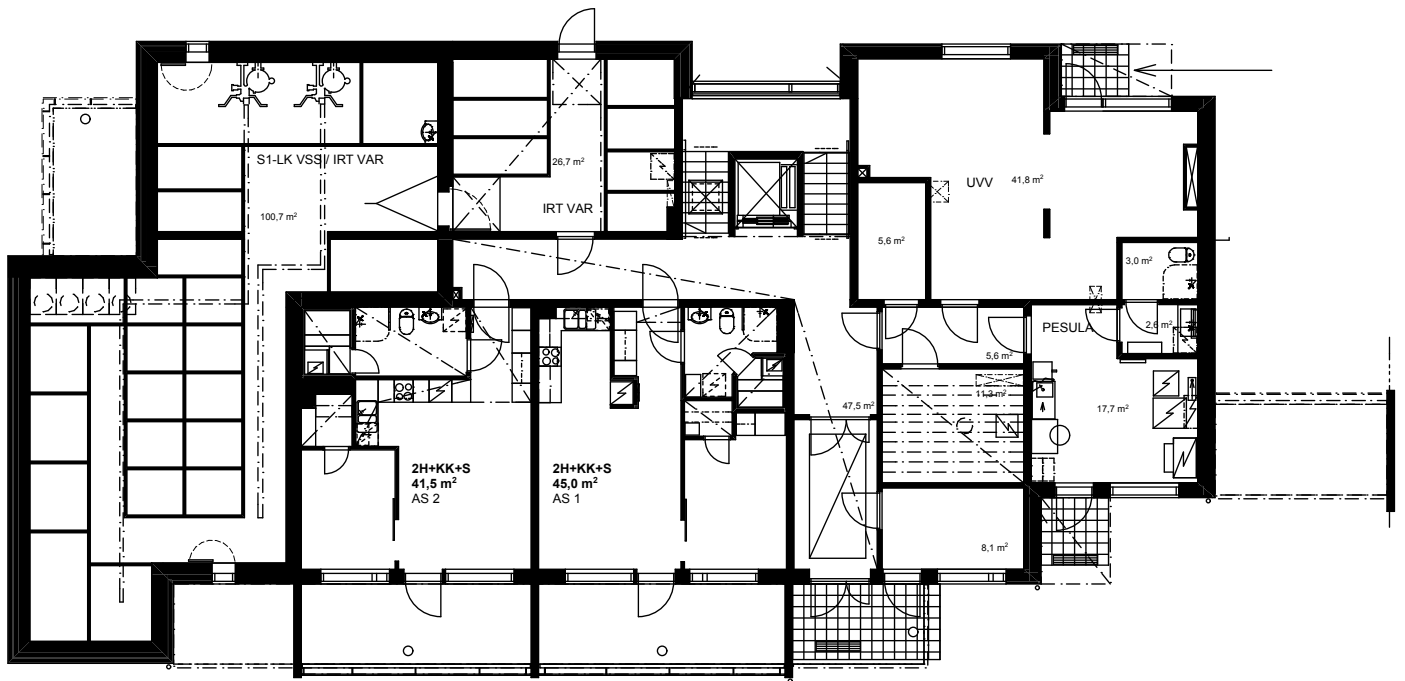 S1-LK VSS / IRT VAR
100,7 m²
26,7 m²
IRT VAR
UVV
41,8 m²
5,6 m²
3,0 m²
PESULA
2,6 m²
5,6 m²
11,3 m²
47,5 m²
17,7 m²
2H+KK+S
41,5 m²
AS 2
2H+KK+S
45,0 m²
AS 1
8,1 m²